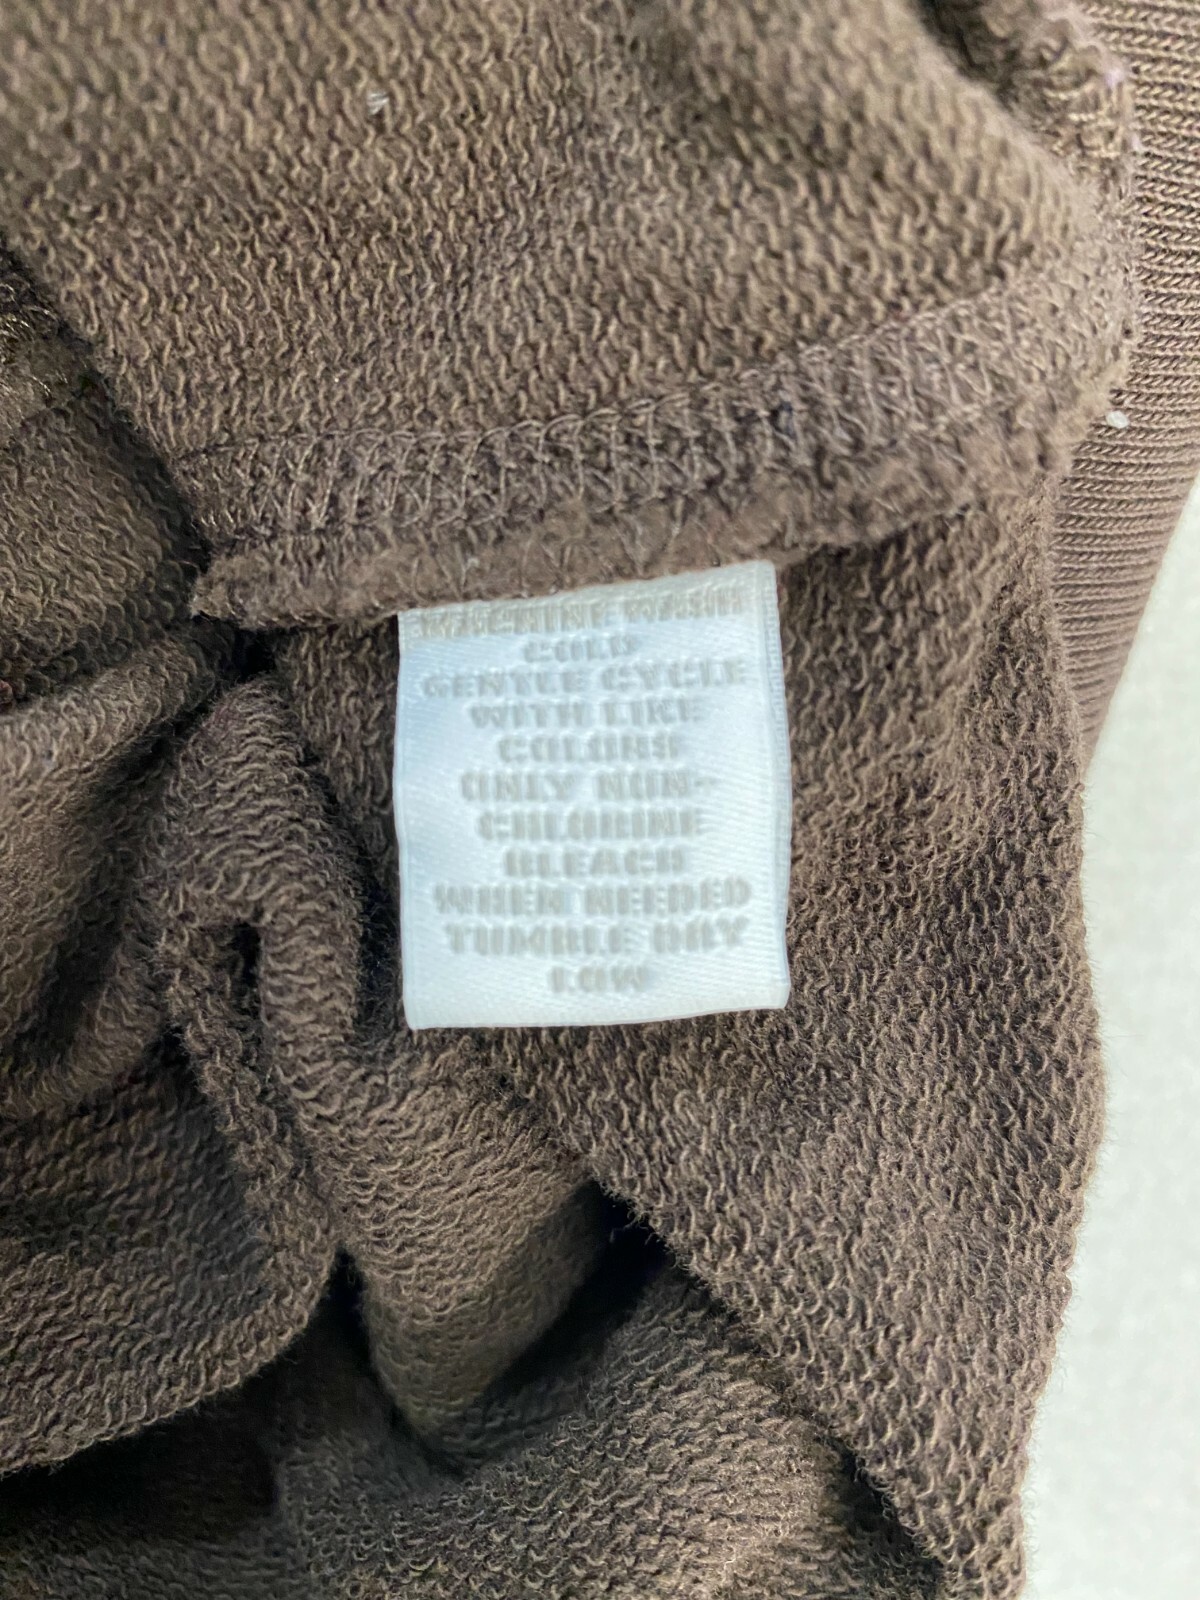 MACHINE WASH
COLD
GENTLE CYCLE
WITH LIKE
COLORS
ONLY NON-
CHLORINE
BLEACH
WHEN NEEDED
TUMBLE DRY
LOW